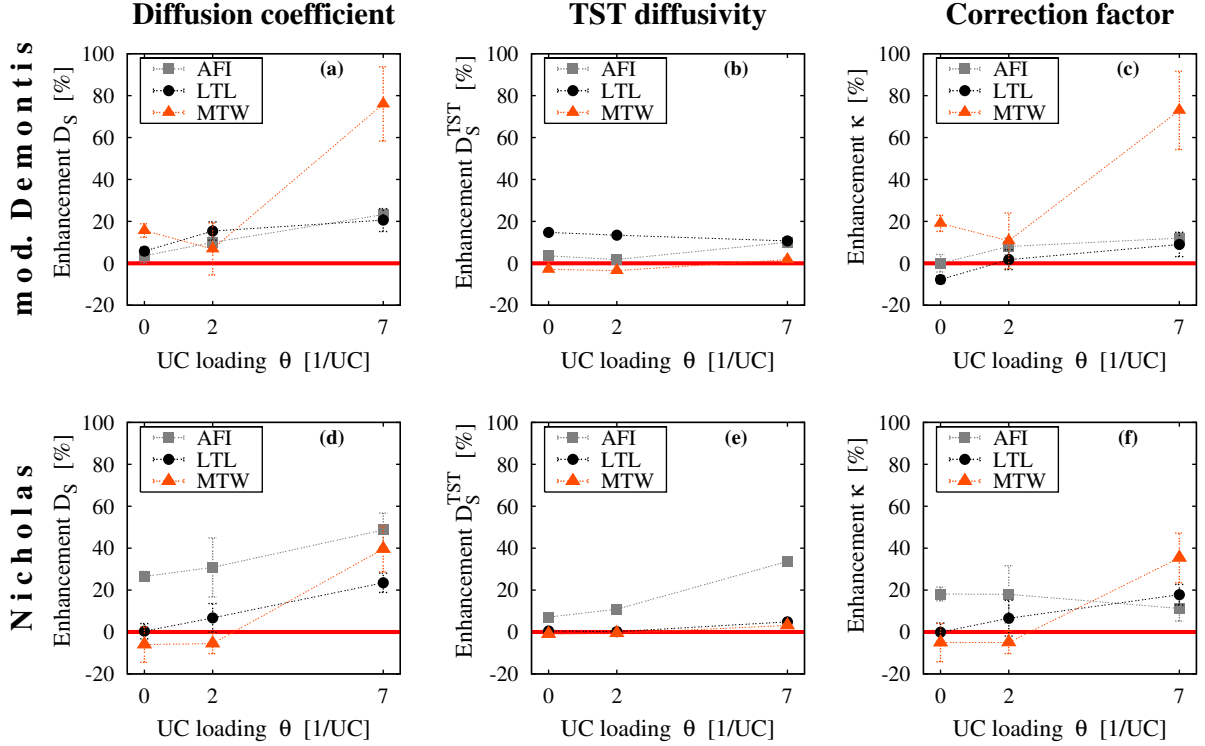 Diffusion coefficient
TST diffusivity
Correction factor
mod. Demontis
Enhancement D_S [%]
100
80
60
40
20
0
-20
AFI
LTL
MTW
(a)
0 2 7
UC loading θ [1/UC]
Enhancement D_S^TST [%]
100
80
60
40
20
0
-20
AFI
LTL
MTW
(b)
0 2 7
UC loading θ [1/UC]
Enhancement κ [%]
100
80
60
40
20
0
-20
AFI
LTL
MTW
(c)
0 2 7
UC loading θ [1/UC]
Nicholas
Enhancement D_S [%]
100
80
60
40
20
0
-20
AFI
LTL
MTW
(d)
0 2 7
UC loading θ [1/UC]
Enhancement D_S^TST [%]
100
80
60
40
20
0
-20
AFI
LTL
MTW
(e)
0 2 7
UC loading θ [1/UC]
Enhancement κ [%]
100
80
60
40
20
0
-20
AFI
LTL
MTW
(f)
0 2 7
UC loading θ [1/UC]